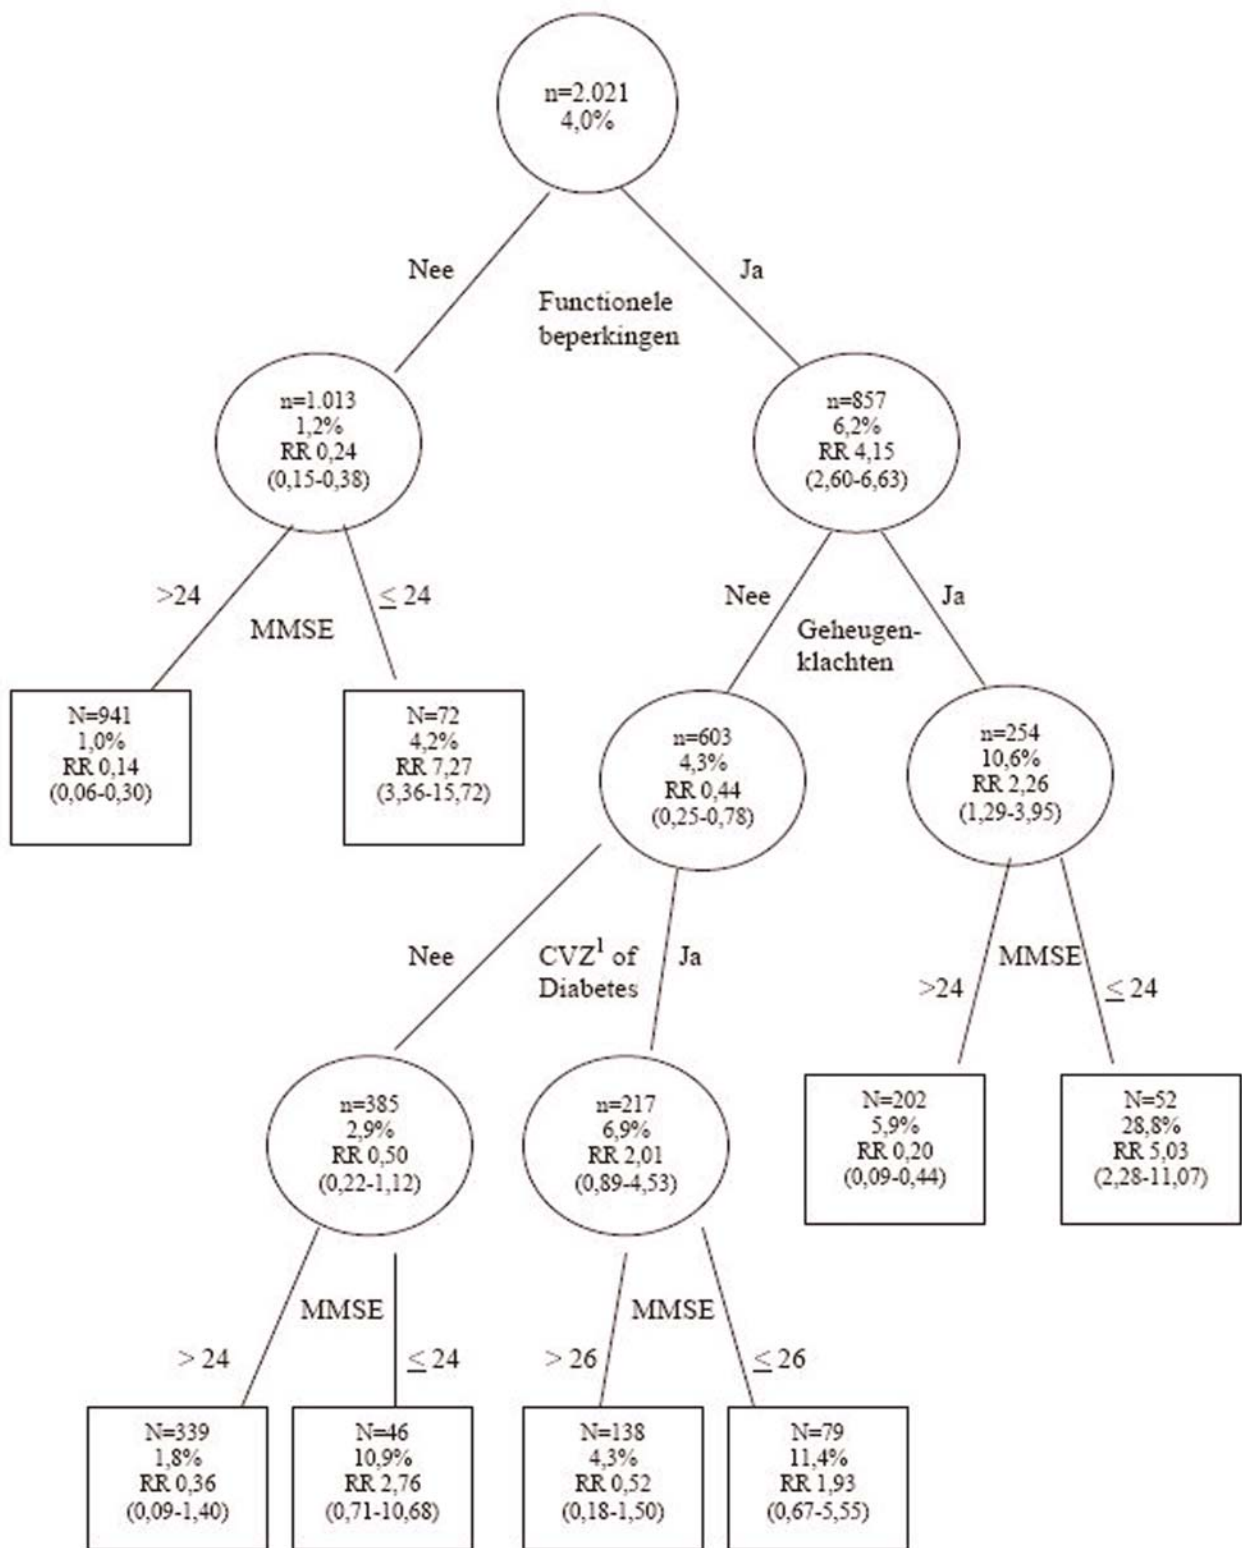 n=2.021
4,0%
Nee
Ja
Functionele
beperkingen
n=1.013
1,2%
RR 0,24
(0,15-0,38)
n=857
6,2%
RR 4,15
(2,60-6,63)
>24
≤ 24
MMSE
Nee
Ja
Geheugen-
klachten
N=941
1,0%
RR 0,14
(0,06-0,30)
N=72
4,2%
RR 7,27
(3,36-15,72)
n=603
4,3%
RR 0,44
(0,25-0,78)
n=254
10,6%
RR 2,26
(1,29-3,95)
Nee
CVZ¹ of
Diabetes
Ja
>24
MMSE
≤ 24
n=385
2,9%
RR 0,50
(0,22-1,12)
n=217
6,9%
RR 2,01
(0,89-4,53)
N=202
5,9%
RR 0,20
(0,09-0,44)
N=52
28,8%
RR 5,03
(2,28-11,07)
MMSE
> 24
≤ 24
MMSE
> 26
≤ 26
N=339
1,8%
RR 0,36
(0,09-1,40)
N=46
10,9%
RR 2,76
(0,71-10,68)
N=138
4,3%
RR 0,52
(0,18-1,50)
N=79
11,4%
RR 1,93
(0,67-5,55)